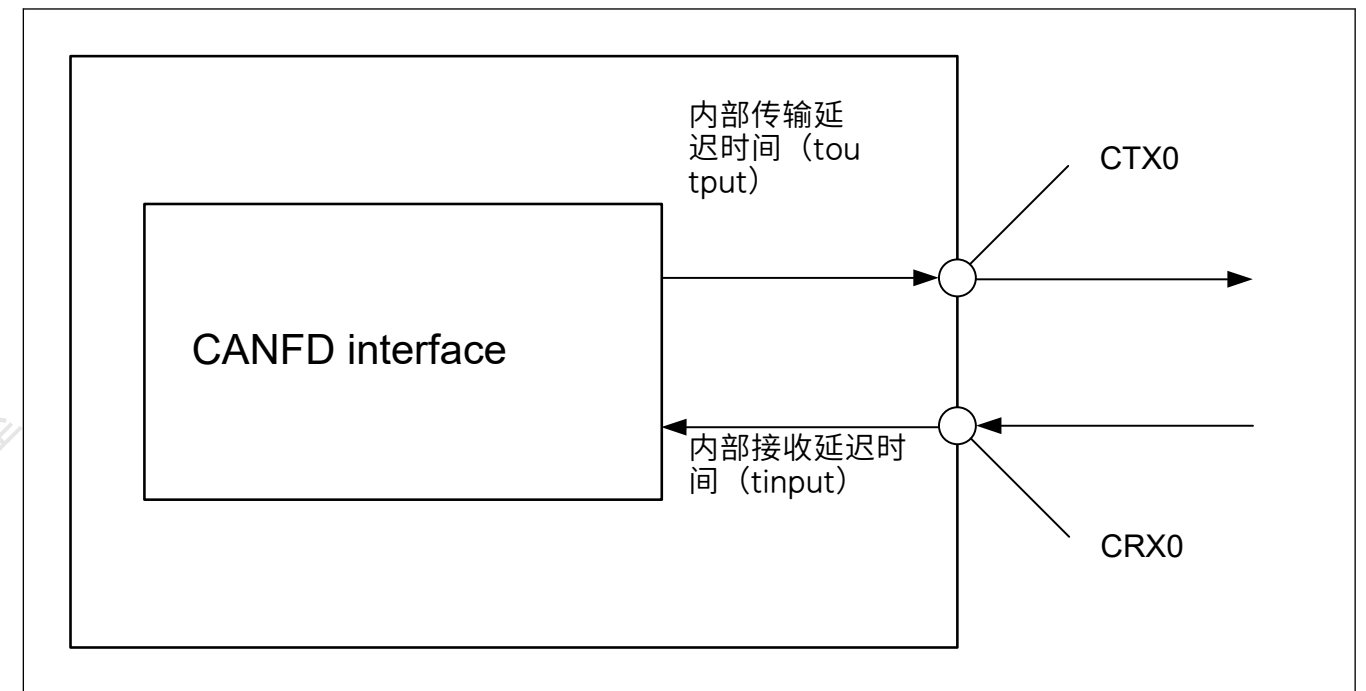 内部传输延
迟时间（tou
tput）
CTX0
CANFD interface
内部接收延迟时
间（tinput）
CRX0